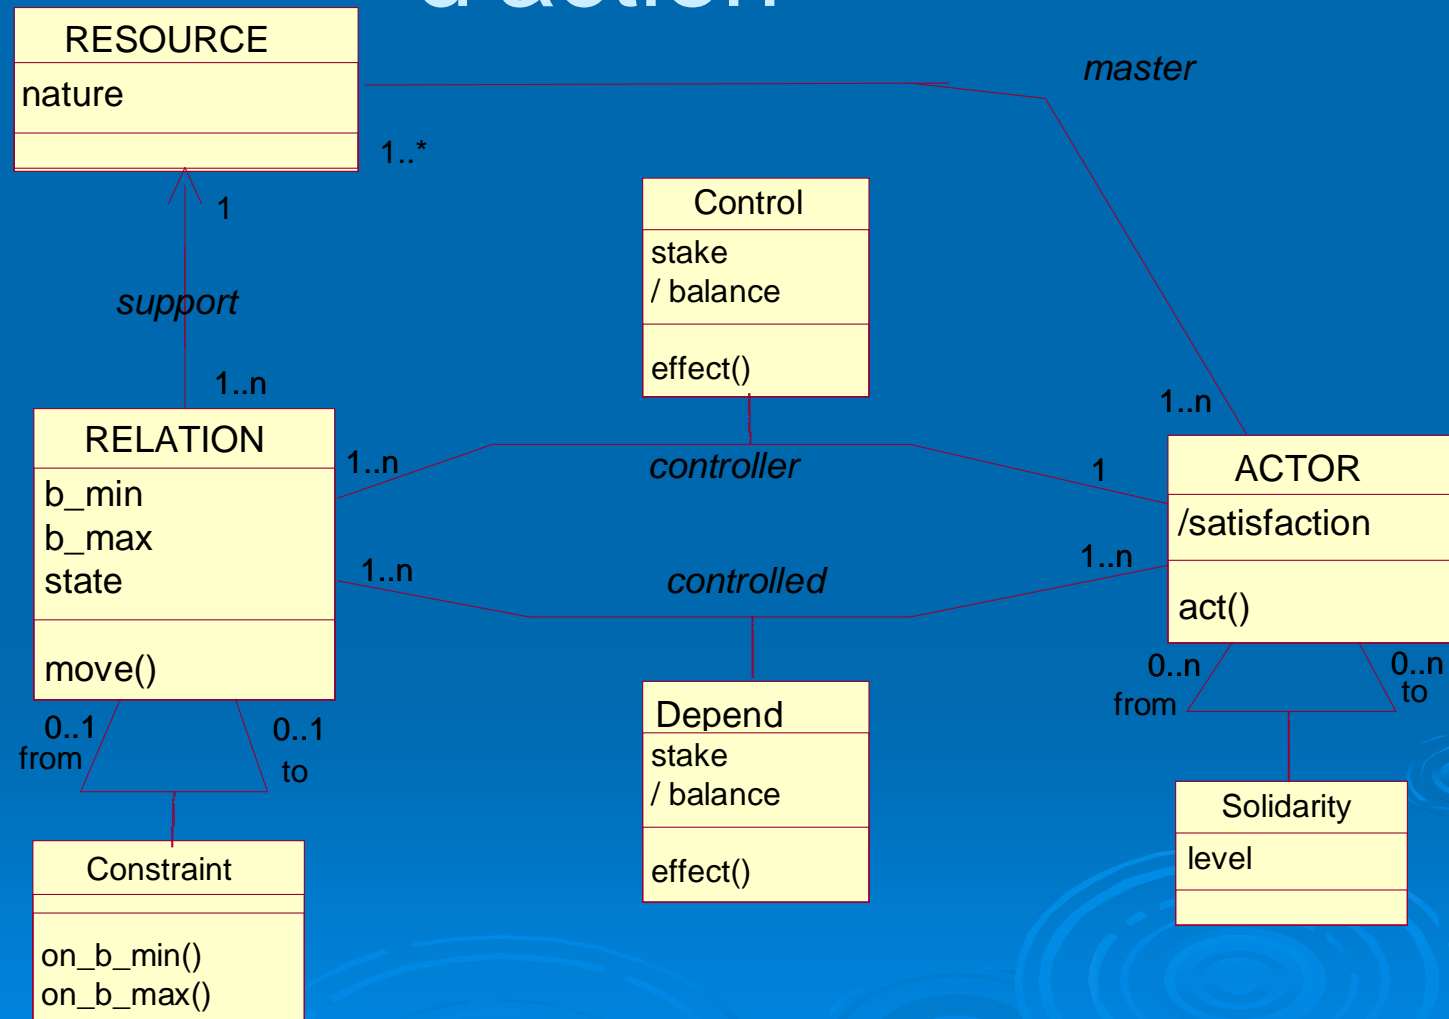 d'action
RESOURCE
nature
master
1..*
1
support
1..n
Control
stake
/ balance
effect()
1..n
RELATION
b_min
b_max
state
move()
1..n
controller
1
ACTOR
/satisfaction
act()
1..n
controlled
1..n
0..1
from
0..1
to
Depend
stake
/ balance
effect()
0..n
from
0..n
to
Solidarity
level
Constraint
on_b_min()
on_b_max()